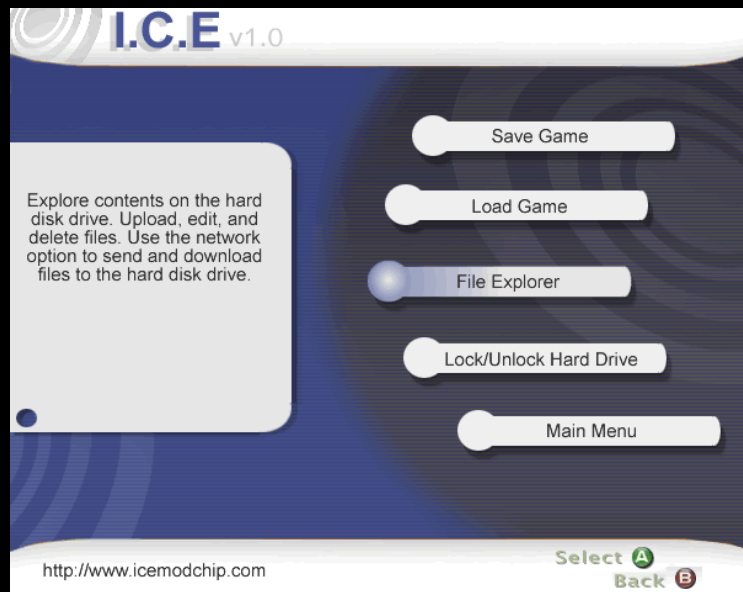 I.C.E v1.0
Explore contents on the hard
disk drive. Upload, edit, and
delete files. Use the network
option to send and download
files to the hard disk drive.
Save Game
Load Game
File Explorer
Lock/Unlock Hard Drive
Main Menu
http://www.icemodchip.com
Select A
Back B